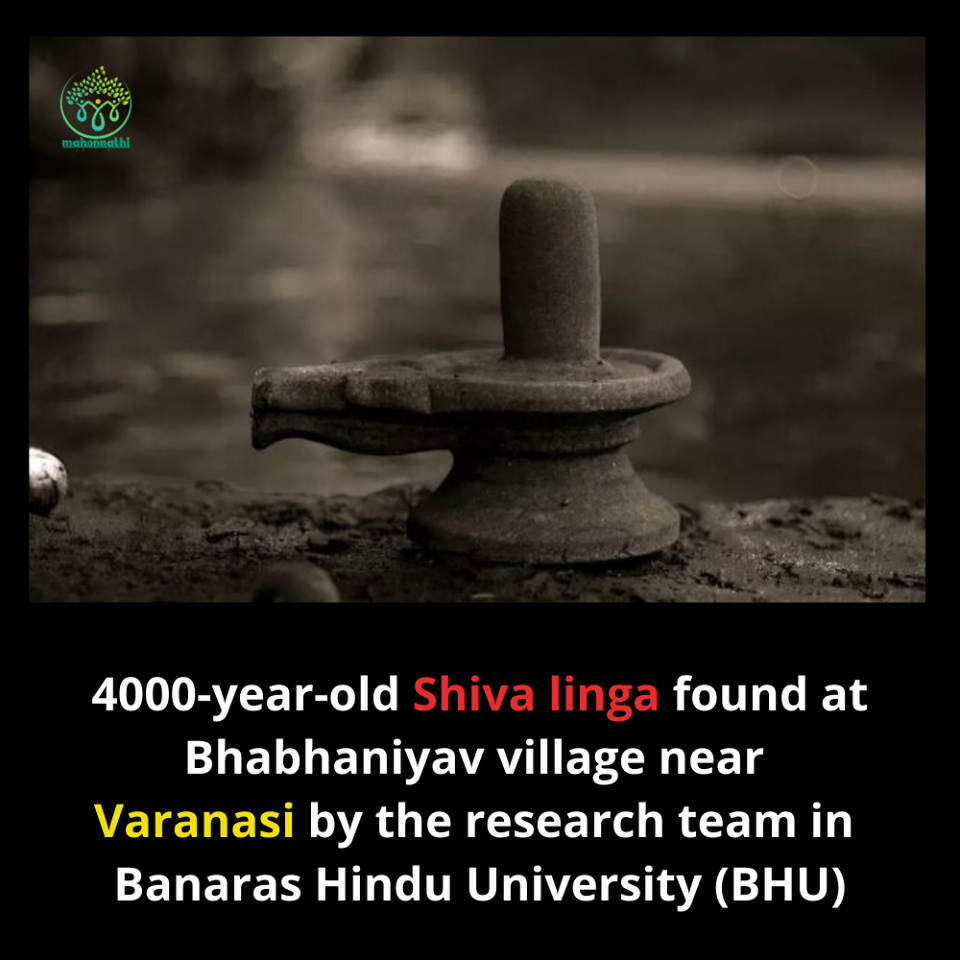 mahonnathi
4000-year-old Shiva linga found at
Bhabhaniyav village near
Varanasi by the research team in
Banaras Hindu University (BHU)